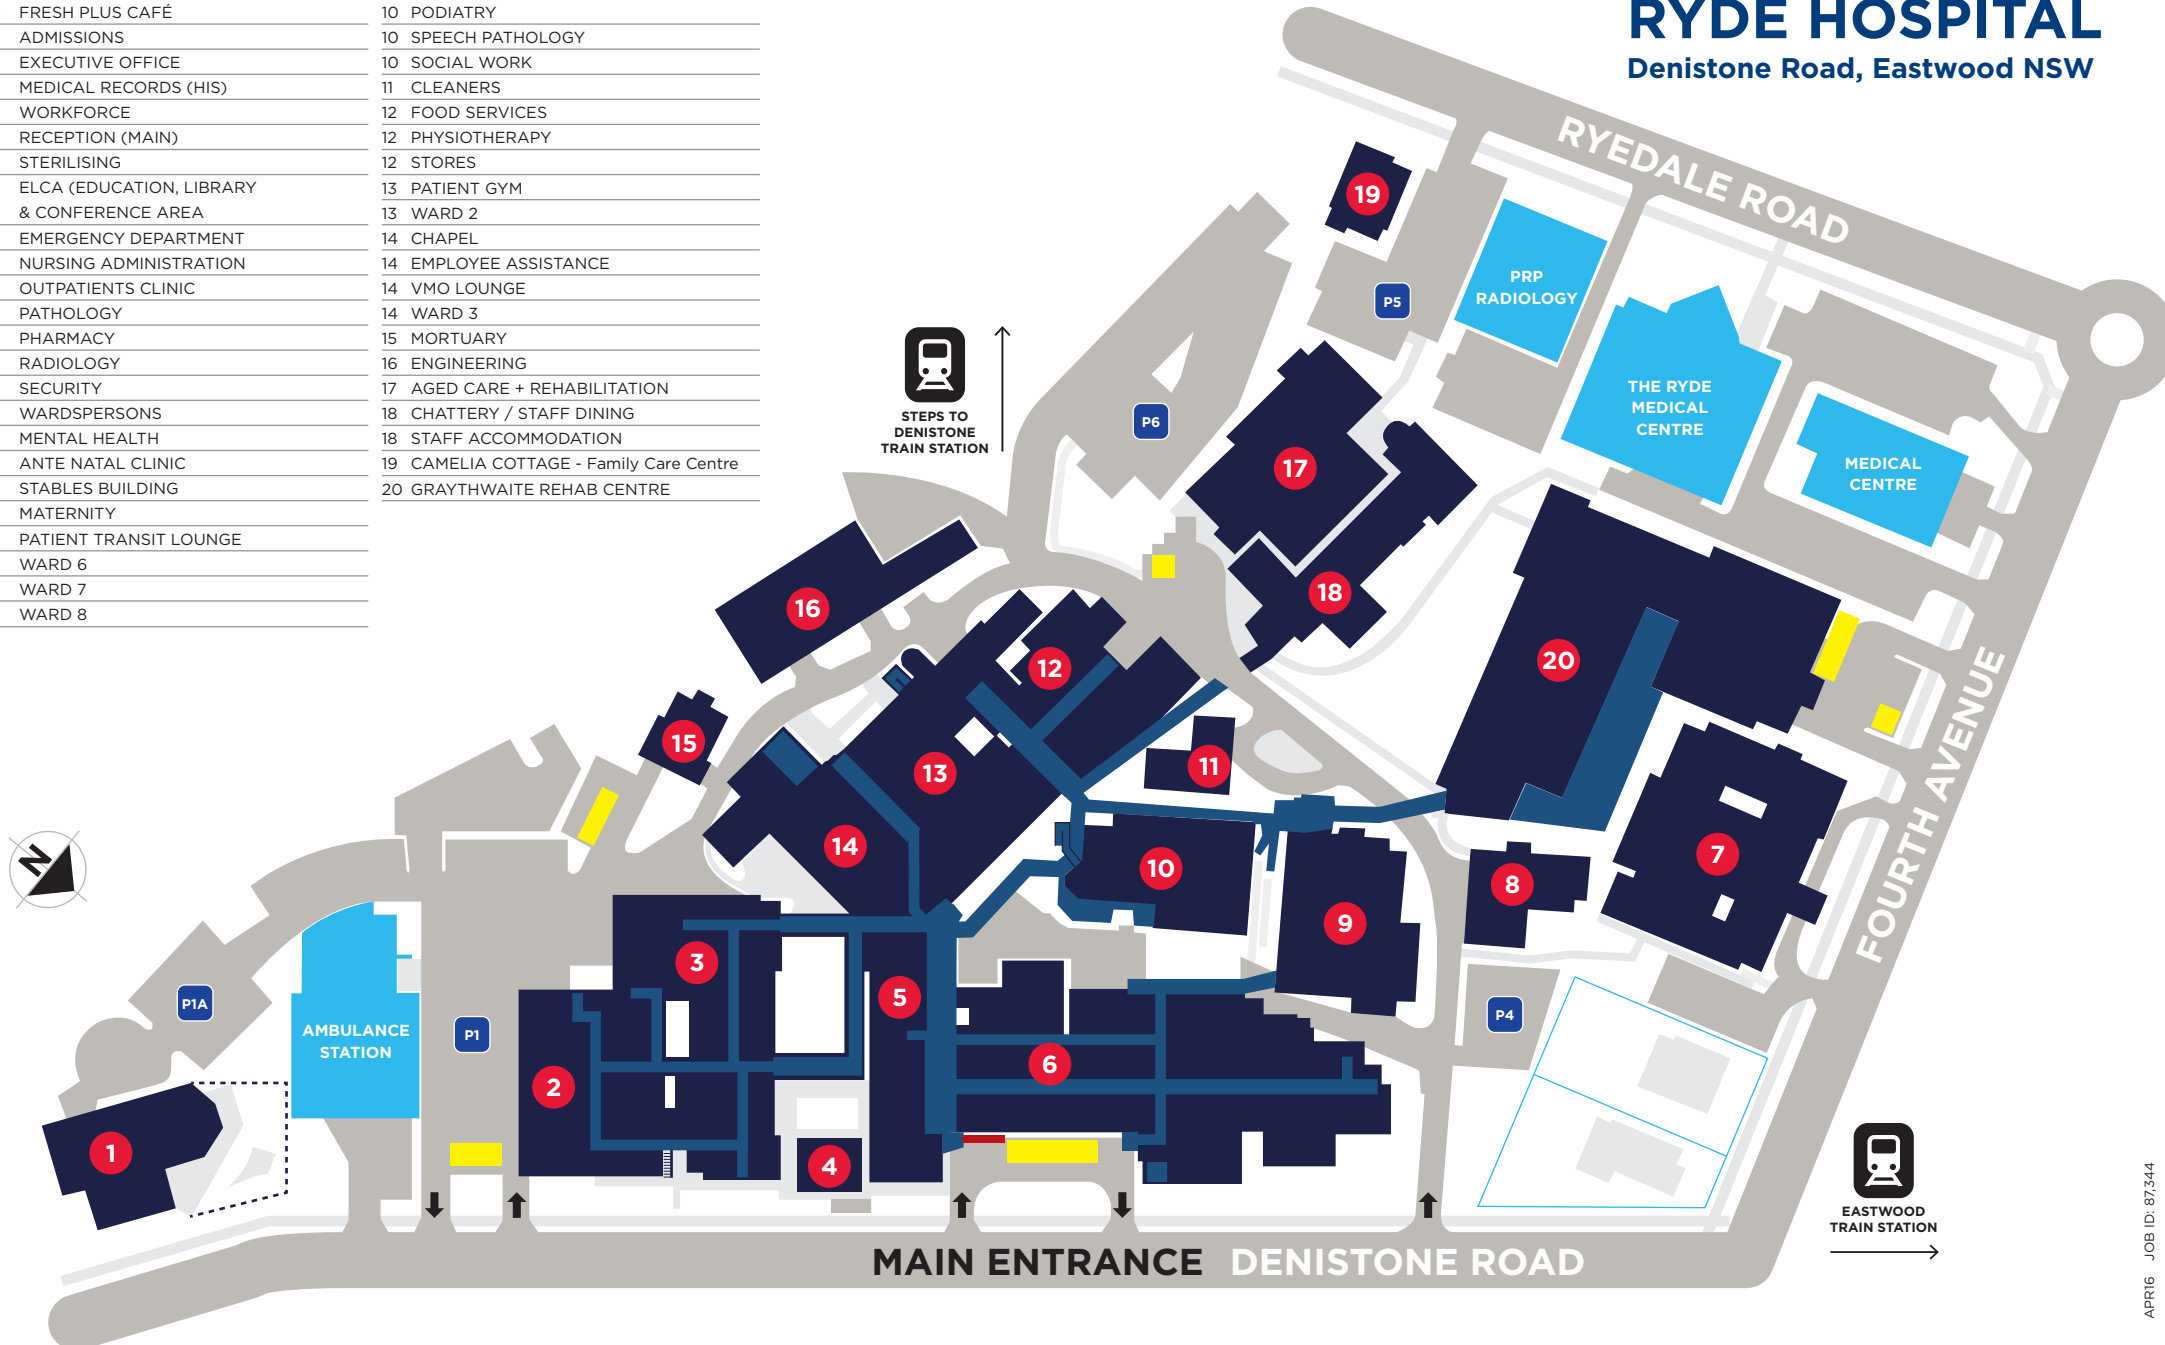 FRESH PLUS CAFÉ
ADMISSIONS
EXECUTIVE OFFICE
MEDICAL RECORDS (HIS)
WORKFORCE
RECEPTION (MAIN)
STERILISING
ELCA (EDUCATION, LIBRARY
& CONFERENCE AREA
EMERGENCY DEPARTMENT
NURSING ADMINISTRATION
OUTPATIENTS CLINIC
PATHOLOGY
PHARMACY
RADIOLOGY
SECURITY
WARDSPERSONS
MENTAL HEALTH
ANTE NATAL CLINIC
STABLES BUILDING
MATERNITY
PATIENT TRANSIT LOUNGE
WARD 6
WARD 7
WARD 8
10 PODIATRY
10 SPEECH PATHOLOGY
10 SOCIAL WORK
11 CLEANERS
12 FOOD SERVICES
12 PHYSIOTHERAPY
12 STORES
13 PATIENT GYM
13 WARD 2
14 CHAPEL
14 EMPLOYEE ASSISTANCE
14 VMO LOUNGE
14 WARD 3
15 MORTUARY
16 ENGINEERING
17 AGED CARE + REHABILITATION
18 CHATTERY / STAFF DINING
18 STAFF ACCOMMODATION
19 CAMELIA COTTAGE - Family Care Centre
20 GRAYTHWAITE REHAB CENTRE
RYDE HOSPITAL
Denistone Road, Eastwood NSW
RYEDALE ROAD
19
PRP
RADIOLOGY
P5
THE RYDE
MEDICAL
CENTRE
STEPS TO
DENISTONE
TRAIN STATION
P6
MEDICAL
CENTRE
17
18
16
20
12
15
11
13
14
10
7
8
9
FOURTH AVENUE
N
3
5
P1A
P1
AMBULANCE
STATION
P4
6
2
1
4
EASTWOOD
TRAIN STATION
MAIN ENTRANCE DENISTONE ROAD
APR16 JOB ID: 87,344